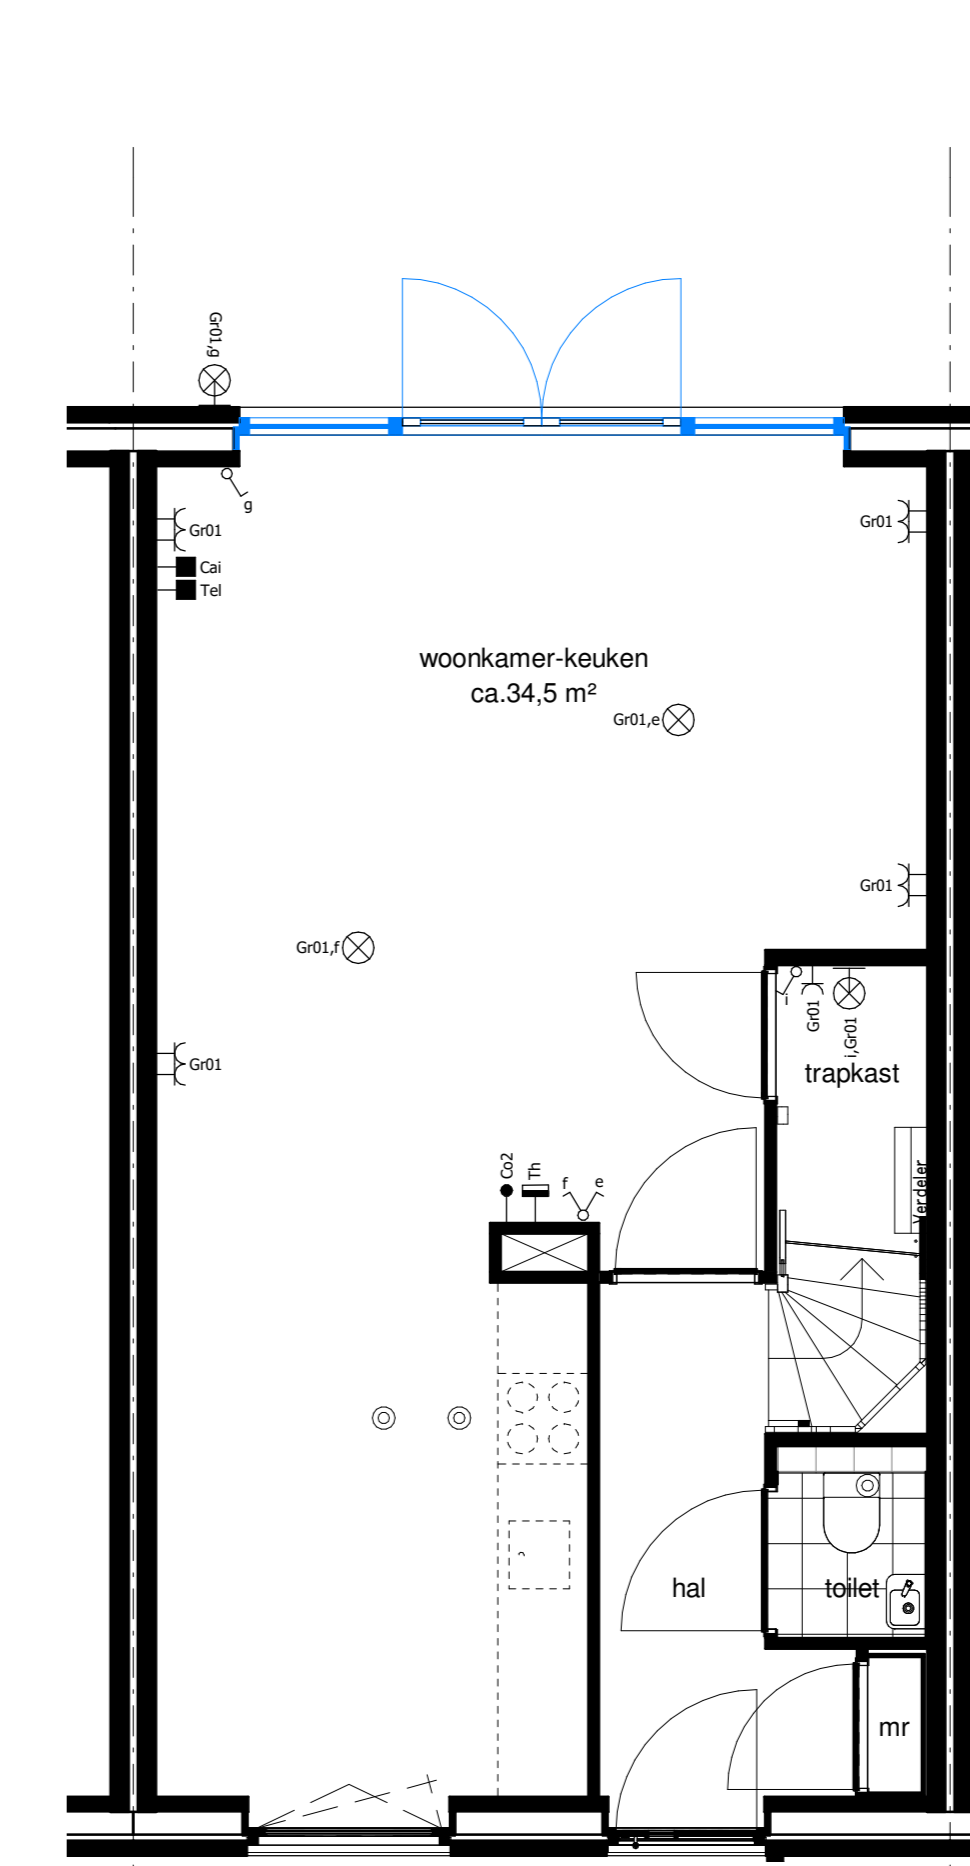 Gr01,g
g
Gr01
Gr01
Cai
Tel
woonkamer-keuken
ca.34,5 m²
Gr01,e
Gr01
Gr01,f
i
Gr01
i,Gr01
Gr01
trapkast
Co2
Th
f
e
Verdeler
hal
toilet
mr